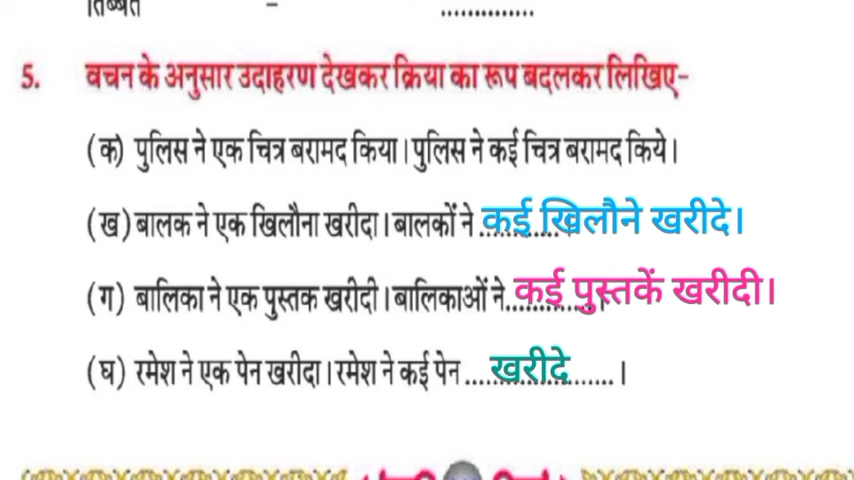 तिब्बत – ..............
5. वचन के अनुसार उदाहरण देखकर क्रिया का रूप बदलकर लिखिए-
(क) पुलिस ने एक चित्र बरामद किया। पुलिस ने कई चित्र बरामद किये।
(ख) बालक ने एक खिलौना खरीदा। बालकों ने कई खिलौने खरीदे।
(ग) बालिका ने एक पुस्तक खरीदी। बालिकाओं ने कई पुस्तकें खरीदी।
(घ) रमेश ने एक पेन खरीदा। रमेश ने कई पेन ....खरीदे.......।